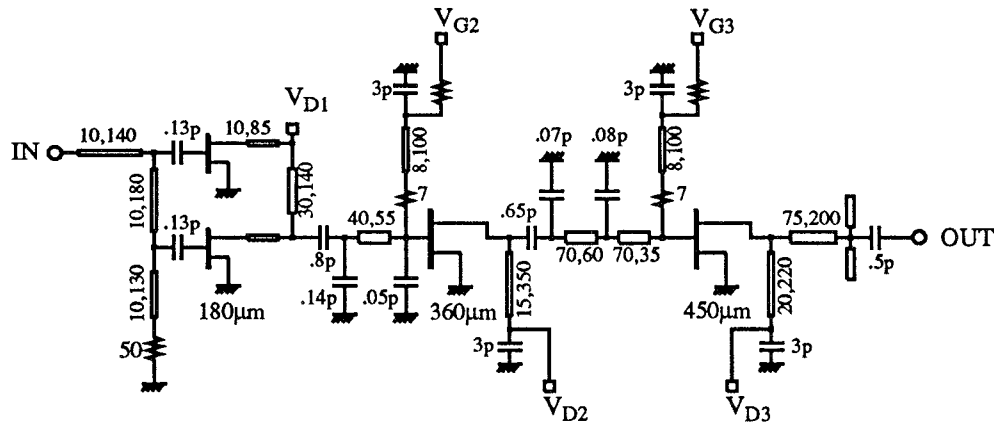 V_G2
V_G3
3p
3p
V_D1
10,140
.13p
10,85
.07p
.08p
IN
8,100
8,100
10,180
30,140
7
7
.13p
40,55
.65p
75,200
OUT
.8p
70,60
70,35
.5p
10,130
.14p
.05p
15,350
20,220
180μm
360μm
450μm
50
3p
3p
V_D2
V_D3